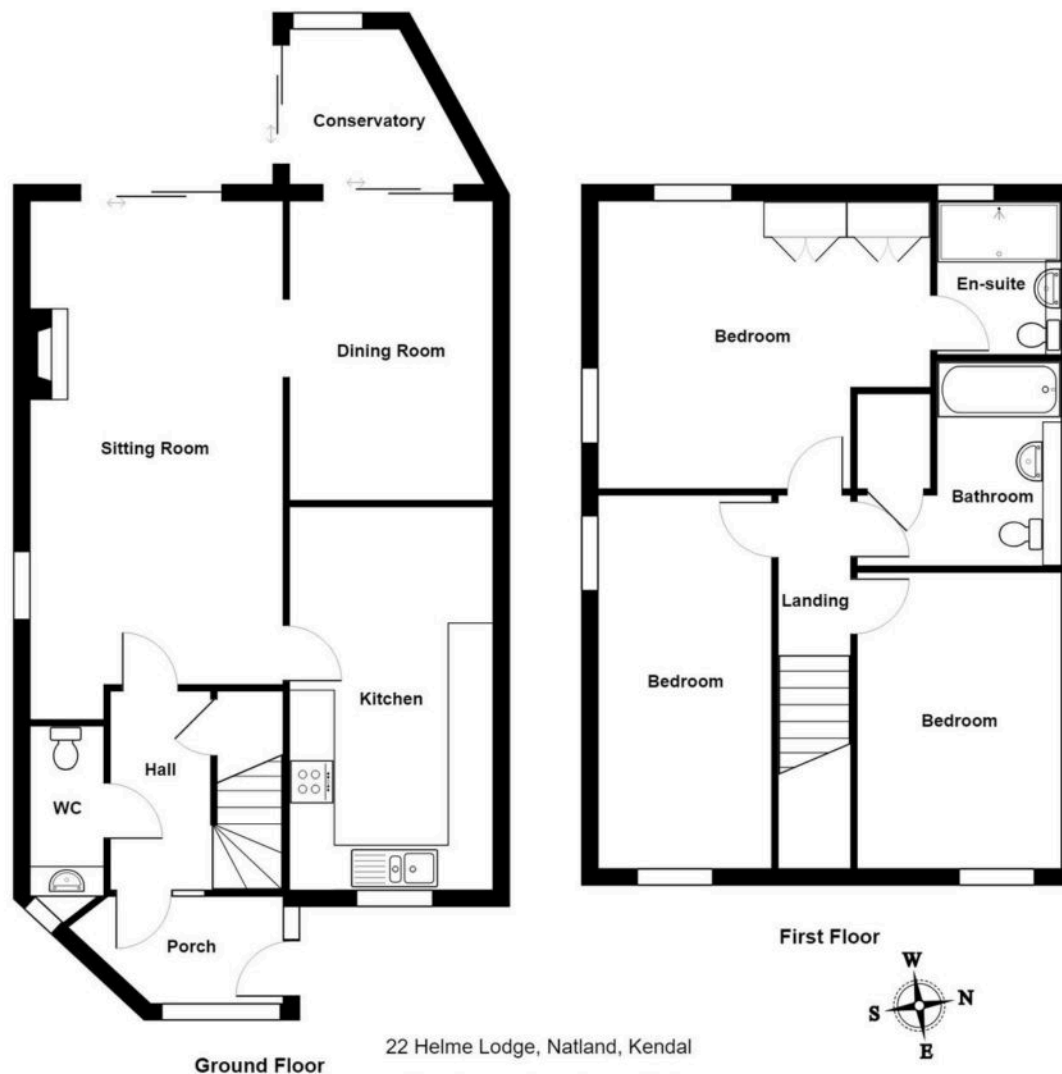 Conservatory
Dining Room
Sitting Room
Kitchen
Hall
WC
Porch
Ground Floor
En-suite
Bedroom
Bathroom
Landing
Bedroom
Bedroom
First Floor
W
S
N
E
22 Helme Lodge, Natland, Kendal